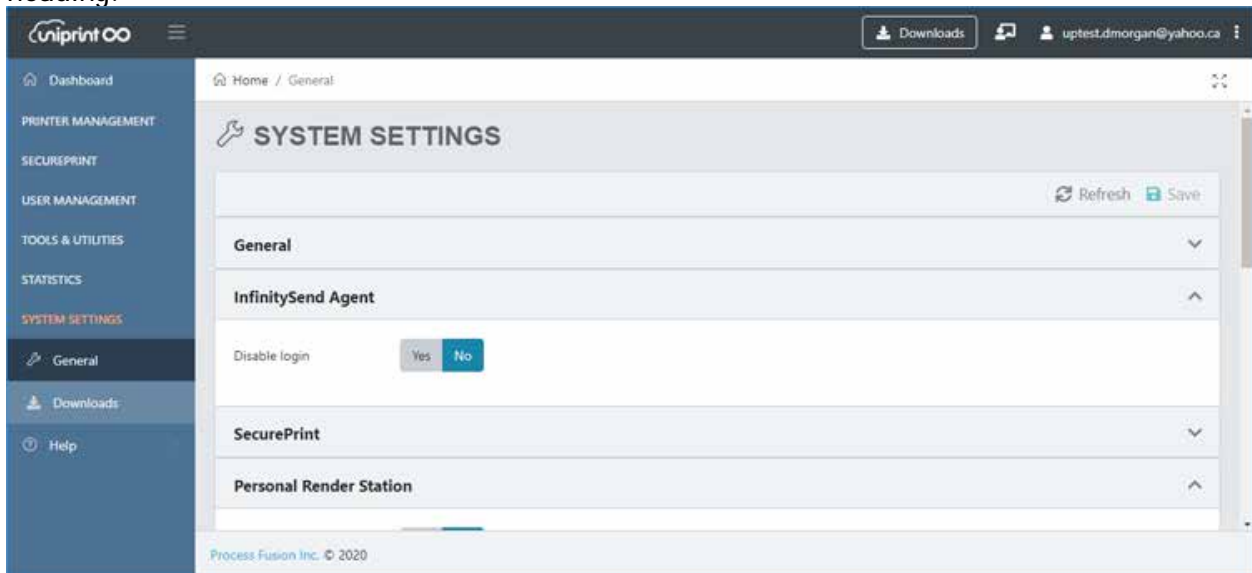 heading.
uniprint
Downloads
uptest.dmorgan@yahoo.ca
Dashboard
Home / General
PRINTER MANAGEMENT
SYSTEM SETTINGS
SECUREPRINT
USER MANAGEMENT
Refresh Save
TOOLS & UTILITIES
General
STATISTICS
InfinitySend Agent
SYSTEM SETTINGS
General
Disable login Yes No
Downloads
Help
SecurePrint
Personal Render Station
Process Fusion Inc. © 2020